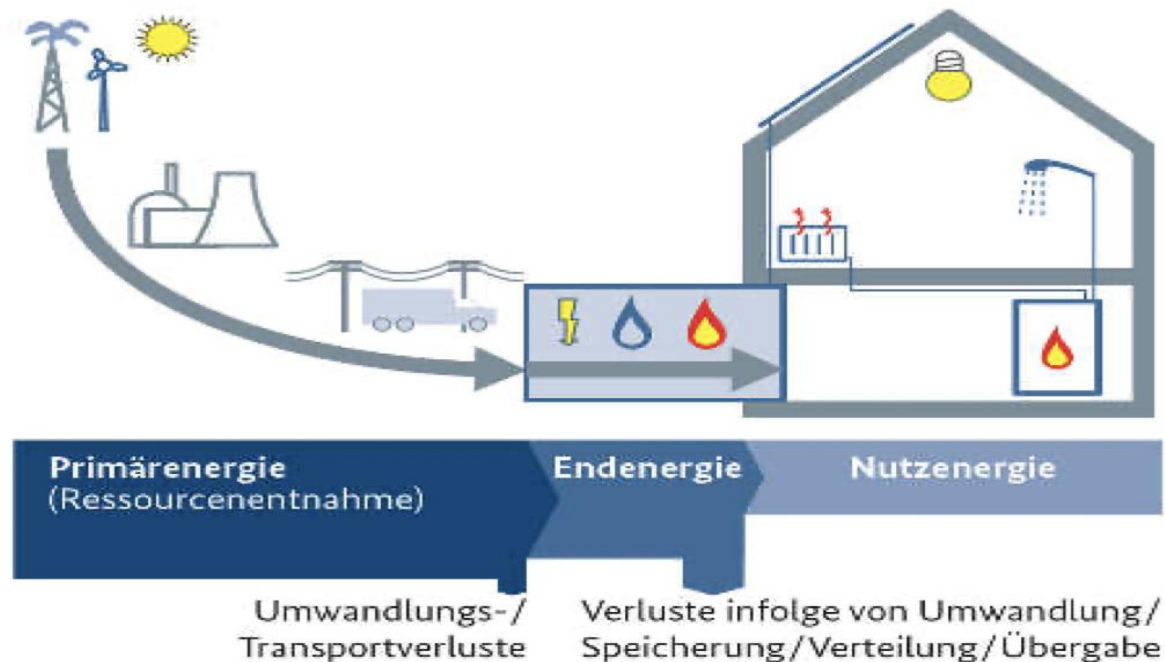 Primärenergie
(Ressourcenentnahme)
Endenergie
Nutzenergie
Umwandlungs-/
Transportverluste
Verluste infolge von Umwandlung/
Speicherung/Verteilung/Übergabe